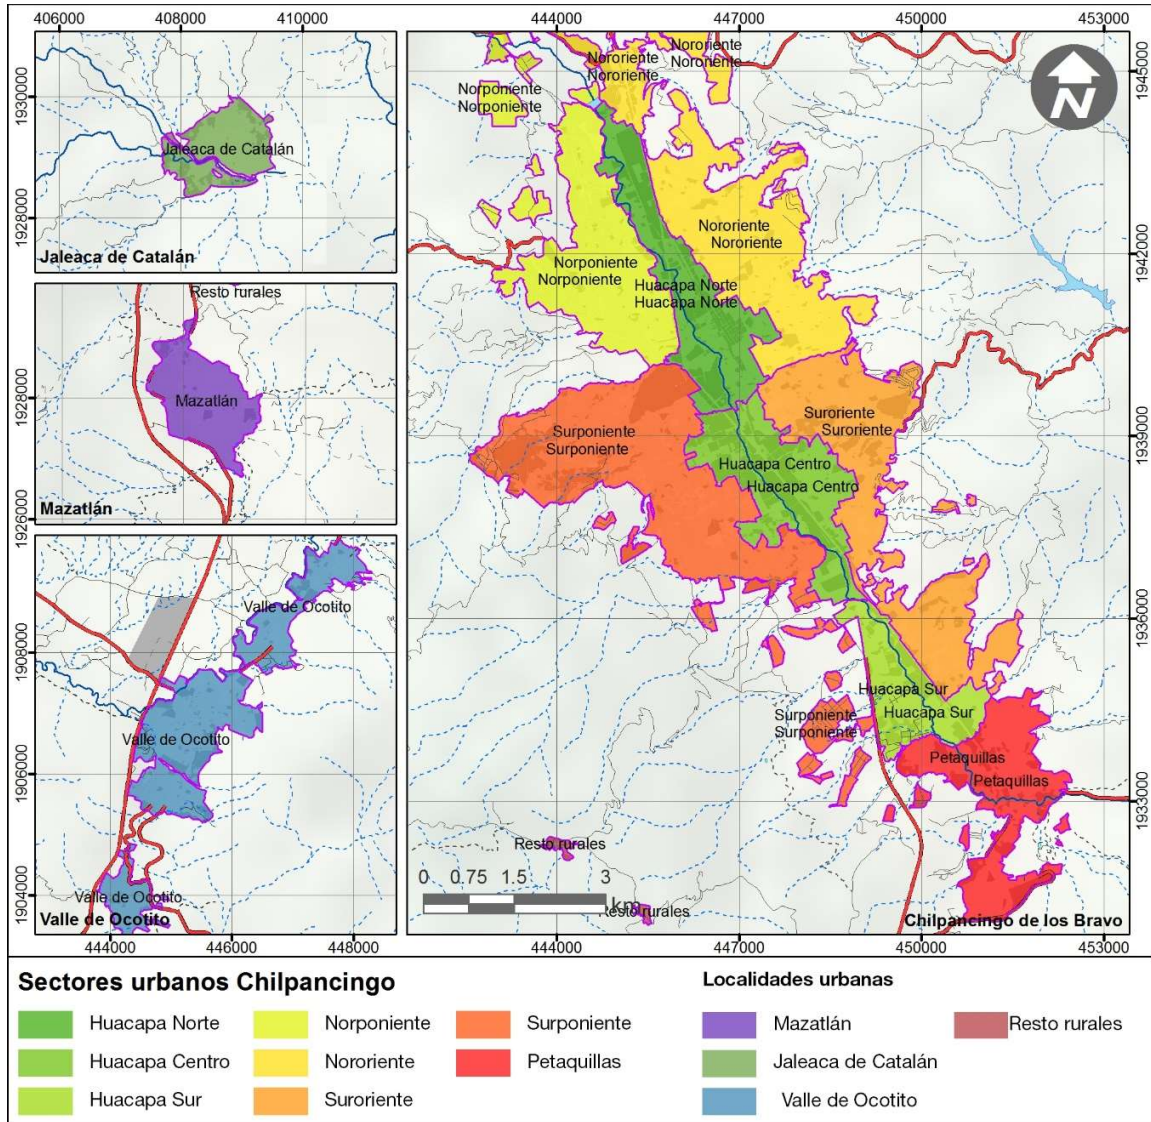 406000 408000 410000
1930000
1928000
Jaleaca de Catalán
Jaleaca de Catalán
Resto rurales
1928000
1926000
Mazatlán
Mazatlán
Valle de Ocotito
Valle de Ocotito
Valle de Ocotito
1908000
1906000
1904000
Valle de Ocotito
444000 446000 448000
444000 447000 450000 453000
Nororiente
Nororiente
Nororiente
Nororiente
Norponiente
Norponiente
N
1945000
1942000
1939000
1936000
1933000
Nororiente
Nororiente
Norponiente
Norponiente
Huacapa Norte
Huacapa Norte
Suroriente
Suroriente
Surponiente
Surponiente
Huacapa Centro
Huacapa Centro
Huacapa Sur
Huacapa Sur
Surponiente
Surponiente
Petaquillas
Petaquillas
Resto rurales
0 0.75 1.5 3
km
Resto rurales
Chilpancingo de los Bravo
4440000 447000 4500000 453000
Sectores urbanos Chilpancingo
Huacapa Norte
Huacapa Centro
Huacapa Sur
Norponiente
Nororiente
Suroriente
Surponiente
Petaquillas
Localidades urbanas
Mazatlán
Jaleaca de Catalán
Valle de Ocotito
Resto rurales